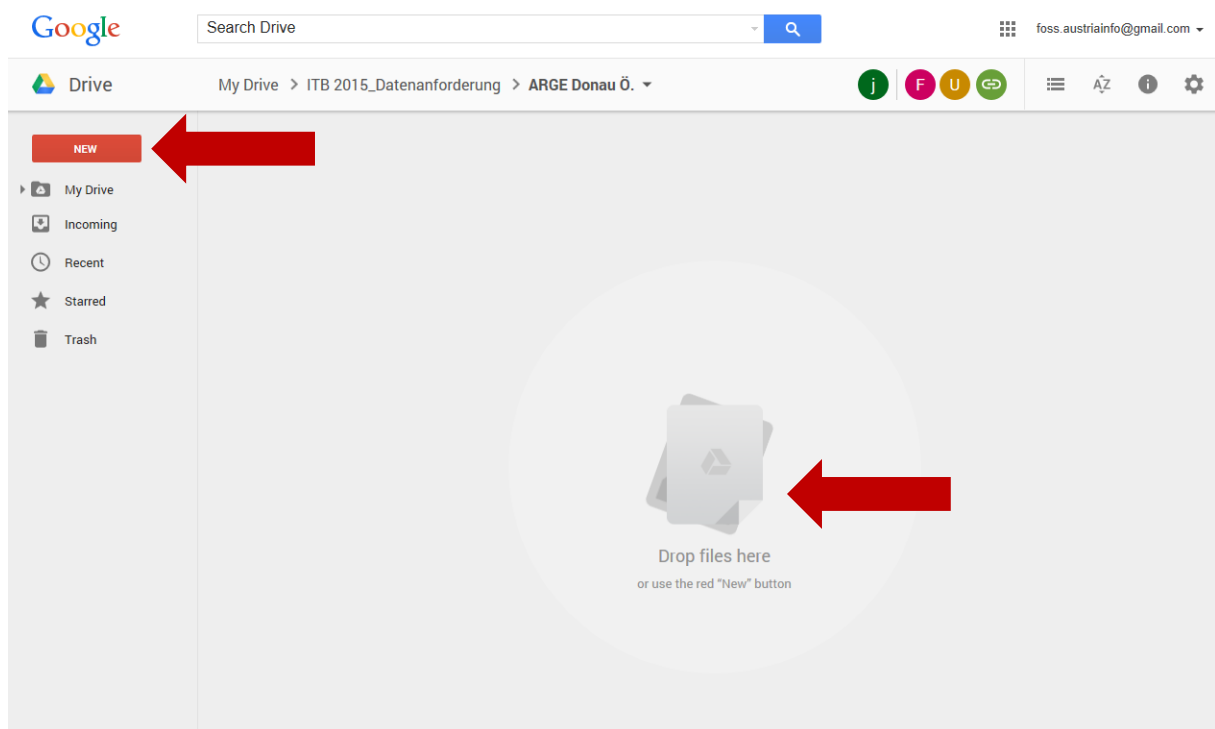 Google
Search Drive
foss.austriainfo@gmail.com
Drive
My Drive > ITB 2015_Datenanforderung > ARGE Donau Ö.
j F U
AZ
i
NEW
My Drive
Incoming
Recent
Starred
Trash
Drop files here
or use the red “New” button